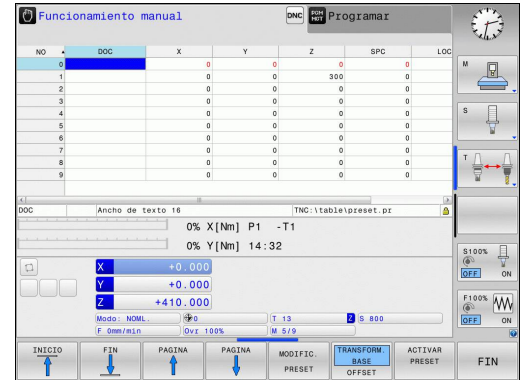 Funcionamiento manual DNC PGM MGT Programar
NO DOC X Y Z SPC LOC
0 0 0 0 0
1 0 0 300 0
2 0 0 0 0
3 0 0 0 0
4 0 0 0 0
5 0 0 0 0
6 0 0 0 0
7 0 0 0 0
8 0 0 0 0
9 0 0 0 0
DOC Ancho de texto 16 TNC:\table\preset.pr
0% X[Nm] P1 -T1
0% Y[Nm] 14:32
X +0.000
Y +0.000
Z +410.000
Modo: NOML. 0 T 13 Z S 800
F 0mm/min Ovr 100% M 5/9
M
S
T
S100%
OFF ON
F100%
OFF ON
INICIO
FIN
PAGINA
PAGINA
MODIFIC.
PRESET
TRANSFORM.
BASE
OFFSET
ACTIVAR
PRESET
FIN